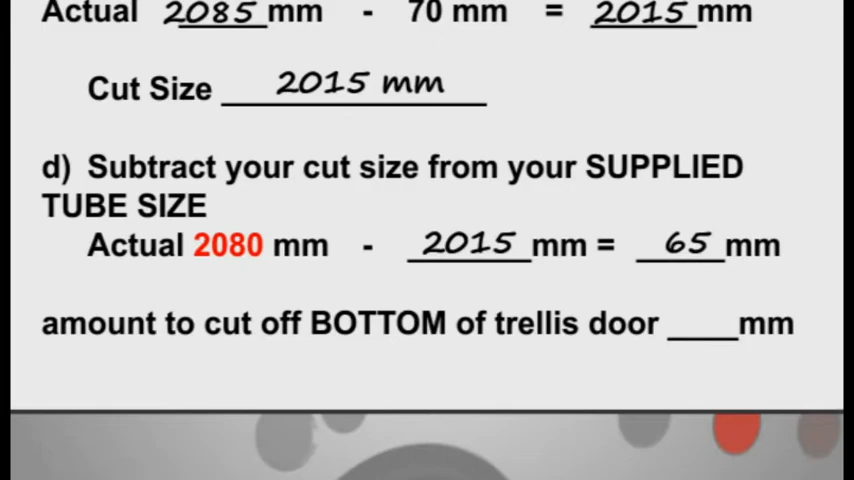 Actual 2085 mm - 70 mm = 2015 mm
Cut Size 2015 mm
d) Subtract your cut size from your SUPPLIED
TUBE SIZE
Actual 2080 mm - 2015 mm = 65 mm
amount to cut off BOTTOM of trellis door ____mm